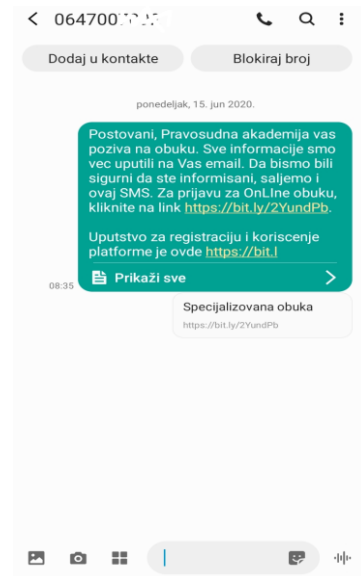 0647007
Dodaj u kontakte
Blokiraj broj
ponedeljak, 15. jun 2020.
Postovani, Pravosudna akademija vas
poziva na obuku. Sve informacije smo
vec uputili na Vas email. Da bismo bili
sigurni da ste informisani, saljemo i
ovaj SMS. Za prijavu za OnLIne obuku,
kliknite na link https://bit.ly/2YundPb.
Uputstvo za registraciju i koriscenje
platforme je ovde https://bit.l
Prikaži sve
08:35
Specijalizovana obuka
https://bit.ly/2YundPb